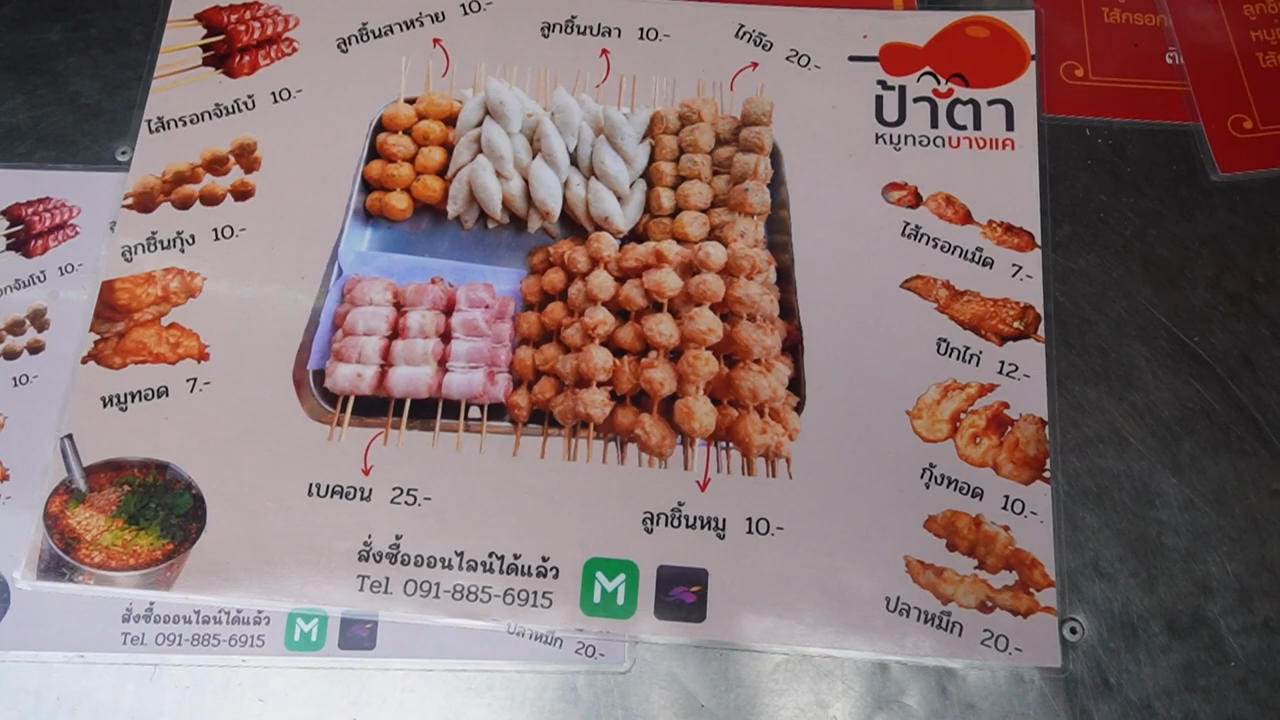 ลูกชิ้นสาหร่าย 10.-
ลูกชิ้นปลา 10.-
ไก่จ๊อ 20.-
ป้าตา
หมูทอดบางแค
ไส้กรอกจัมโบ้ 10.-
ลูกชิ้นกุ้ง 10.-
หมูทอด 7.-
ไส้กรอกเม็ด 7.-
ปีกไก่ 12.-
กุ้งทอด 10.-
ปลาหมึก 20.-
เบคอน 25.-
ลูกชิ้นหมู 10.-
สั่งซื้อออนไลน์ได้แล้ว
Tel. 091-885-6915
M
10.-
10.-
สั่งซื้อออนไลน์ได้แล้ว
Tel. 091-885-6915
M
ปลาหมึก 20.-
ไส้กรอก